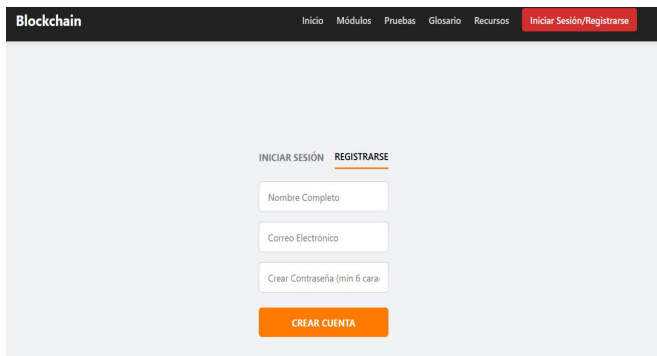 Blockchain Inicio Módulos Pruebas Glosario Recursos Iniciar Sesión/Registrarse
INICIAR SESIÓN REGISTRARSE
Nombre Completo
Correo Electrónico
Crear Contraseña (mín 6 cara
CREAR CUENTA